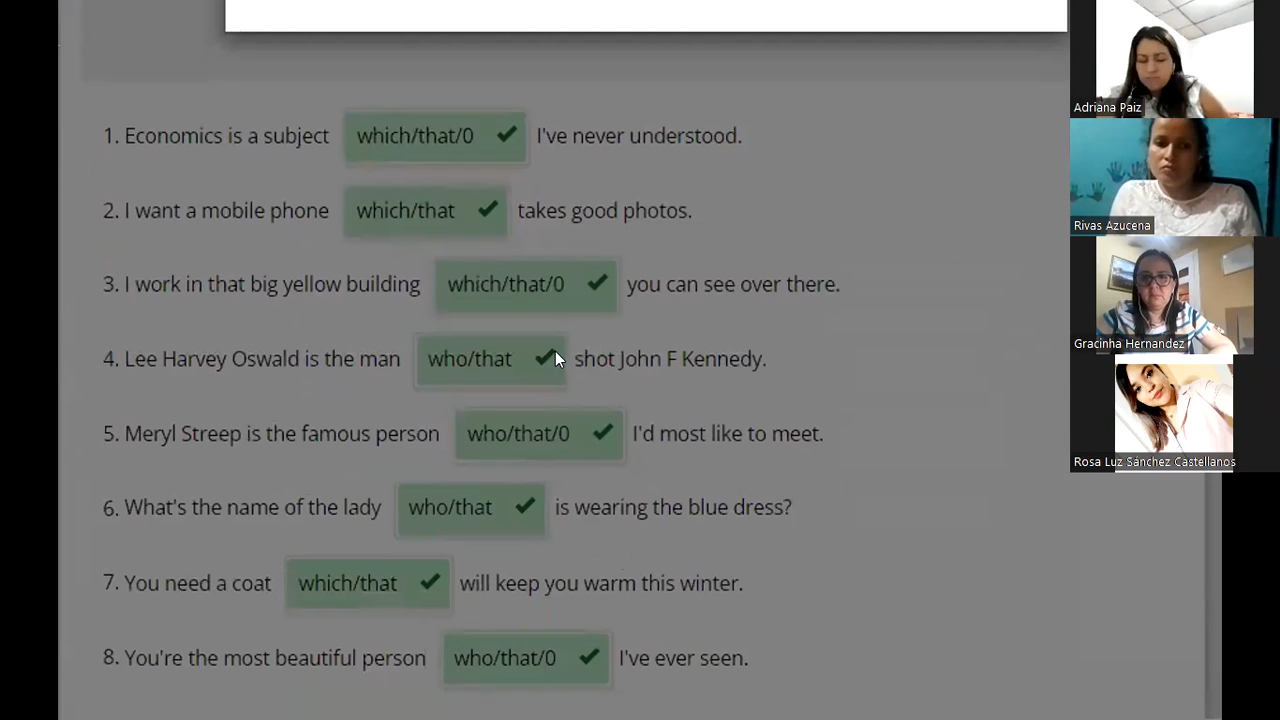 1. Economics is a subject which/that/0 ✔ I've never understood.
2. I want a mobile phone which/that ✔ takes good photos.
3. I work in that big yellow building which/that/0 ✔ you can see over there.
4. Lee Harvey Oswald is the man who/that ✔ shot John F Kennedy.
5. Meryl Streep is the famous person who/that/0 ✔ I'd most like to meet.
6. What's the name of the lady who/that ✔ is wearing the blue dress?
7. You need a coat which/that ✔ will keep you warm this winter.
8. You're the most beautiful person who/that/0 ✔ I've ever seen.
Adriana Paiz
Rivas Azucena
Gracinha Hernandez
Rosa Luz Sánchez Castellanos